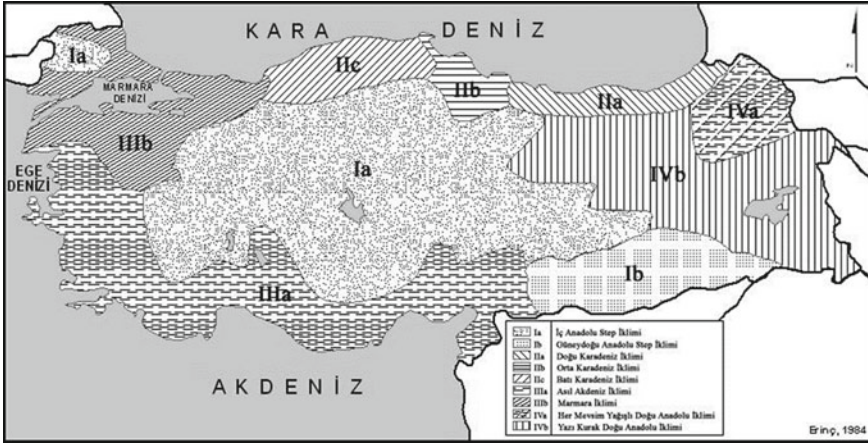 KARA DENİZ
Ia
IIc
MARMARA
DENİZİ
IIb
IIa
IVa
IIIb
EGE
DENİZİ
Ia
IVb
Ib
IIIa
AKDENİZ
Ia İç Anadolu Step İklimi
Ib Güneydoğu Anadolu Step İklimi
IIa Doğu Karadeniz İklimi
IIb Orta Karadeniz İklimi
IIc Batı Karadeniz İklimi
IIIa Asıl Akdeniz İklimi
IIIb Marmara İklimi
IVa Her Mevsim Yağışlı Doğu Anadolu İklimi
IVb Yazı Kurak Doğu Anadolu İklimi
Erinç, 1984